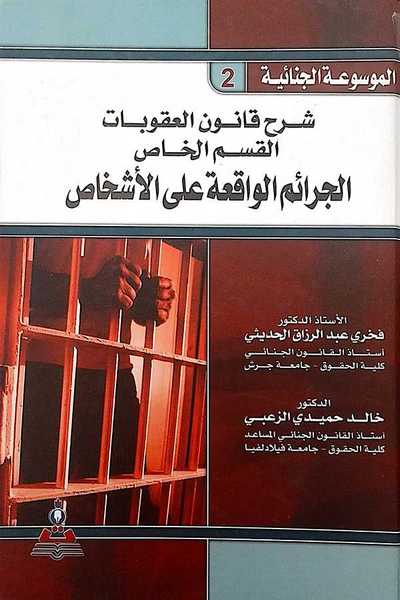 الموسوعة الجنائية 2
شرح قانون العقوبات
القسم الخاص
الجرائم الواقعة على الأشخاص
الأستاذ الدكتور
فخري عبد الرزاق الحديثي
أستاذ القانون الجنائي
كلية الحقوق - جامعة جرش
الدكتور
خالد حميدي الزعبي
أستاذ القانون الجنائي المساعد
كلية الحقوق - جامعة فيلادلفيا